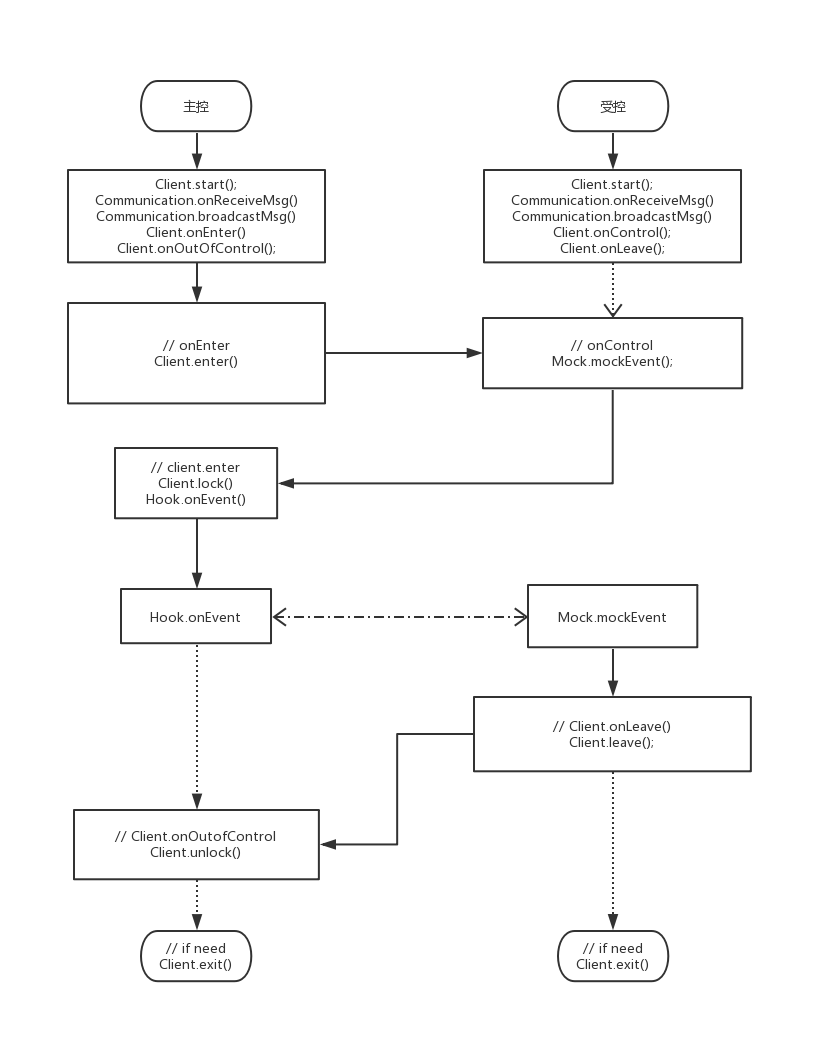 主控
受控
Client.start();
Communication.onReceiveMsg()
Communication.broadcastMsg()
Client.onEnter()
Client.onOutOfControl();
Client.start();
Communication.onReceiveMsg()
Communication.broadcastMsg()
Client.onControl();
Client.onLeave();
// onEnter
Client.enter()
// onControl
Mock.mockEvent();
// client.enter
Client.lock()
Hook.onEvent()
Hook.onEvent
Mock.mockEvent
// Client.onLeave()
Client.leave();
// Client.onOutofControl
Client.unlock()
// if need
Client.exit()
// if need
Client.exit()